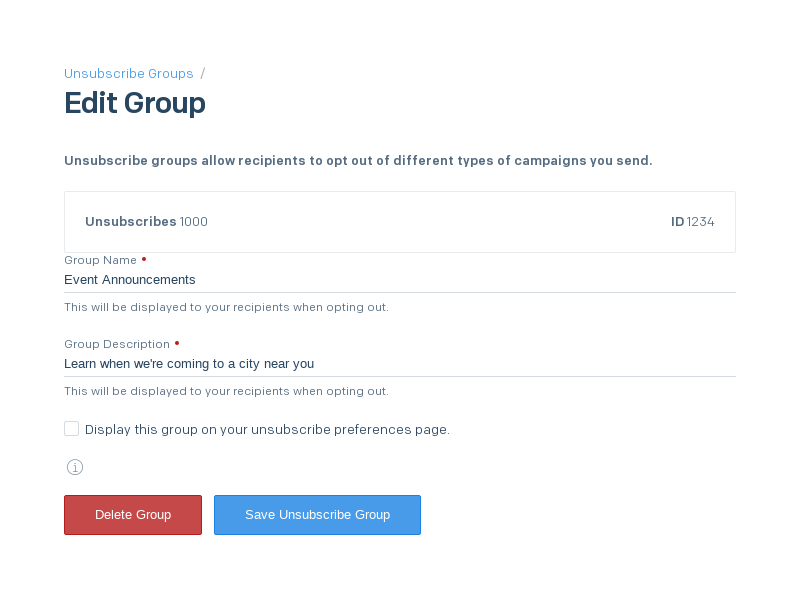 Unsubscribe Groups /
Edit Group
Unsubscribe groups allow recipients to opt out of different types of campaigns you send.
Unsubscribes 1000 ID 1234
Group Name •
Event Announcements
This will be displayed to your recipients when opting out.
Group Description •
Learn when we're coming to a city near you
This will be displayed to your recipients when opting out.
Display this group on your unsubscribe preferences page.
Delete Group Save Unsubscribe Group